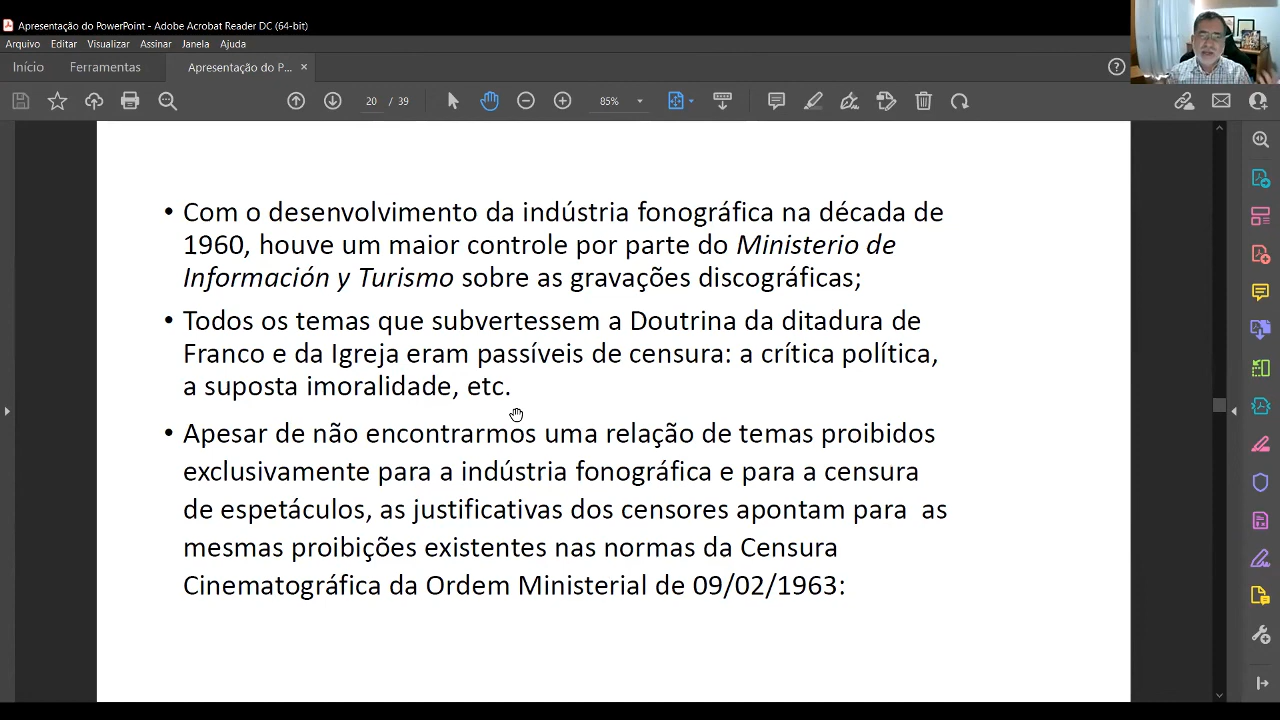 Apresentação do PowerPoint - Adobe Acrobat Reader DC (64-bit)
Arquivo Editar Visualizar Assinar Janela Ajuda
Início Ferramentas Apresentação do P... ×
20 / 39 85%
• Com o desenvolvimento da indústria fonográfica na década de
1960, houve um maior controle por parte do Ministerio de
Información y Turismo sobre as gravações discográficas;
• Todos os temas que subvertessem a Doutrina da ditadura de
Franco e da Igreja eram passíveis de censura: a crítica política,
a suposta imoralidade, etc.
• Apesar de não encontrarmos uma relação de temas proibidos
exclusivamente para a indústria fonográfica e para a censura
de espetáculos, as justificativas dos censores apontam para as
mesmas proibições existentes nas normas da Censura
Cinematográfica da Ordem Ministerial de 09/02/1963: